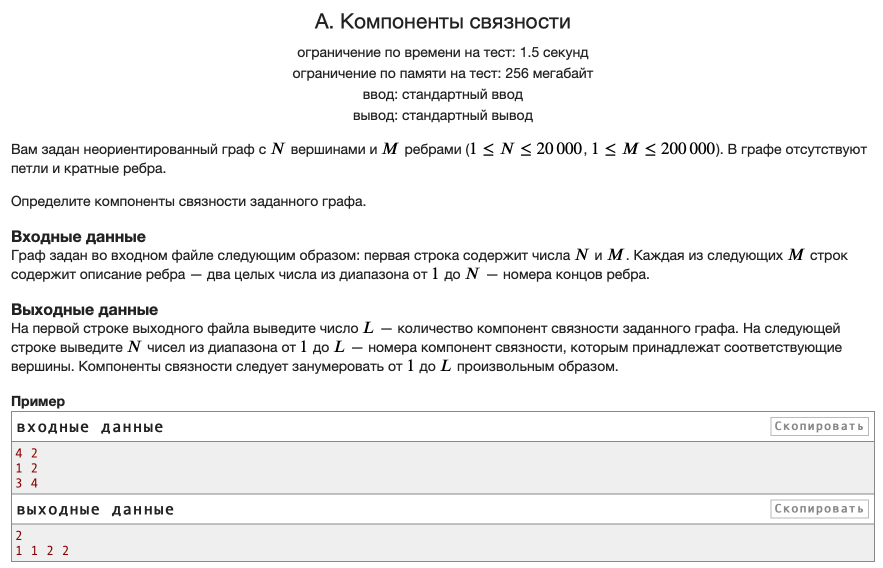 А. Компоненты связности
ограничение по времени на тест: 1.5 секунд
ограничение по памяти на тест: 256 мегабайт
ввод: стандартный ввод
вывод: стандартный вывод
Вам задан неориентированный граф с N вершинами и M ребрами (1 ≤ N ≤ 20 000, 1 ≤ M ≤ 200 000). В графе отсутствуют
петли и кратные ребра.
Определите компоненты связности заданного графа.
Входные данные
Граф задан во входном файле следующим образом: первая строка содержит числа N и M. Каждая из следующих M строк
содержит описание ребра — два целых числа из диапазона от 1 до N — номера концов ребра.
Выходные данные
На первой строке выходного файла выведите число L — количество компонент связности заданного графа. На следующей
строке выведите N чисел из диапазона от 1 до L — номера компонент связности, которым принадлежат соответствующие
вершины. Компоненты связности следует занумеровать от 1 до L произвольным образом.
Пример
входные данные Скопировать
4 2
1 2
3 4
выходные данные Скопировать
2
1 1 2 2